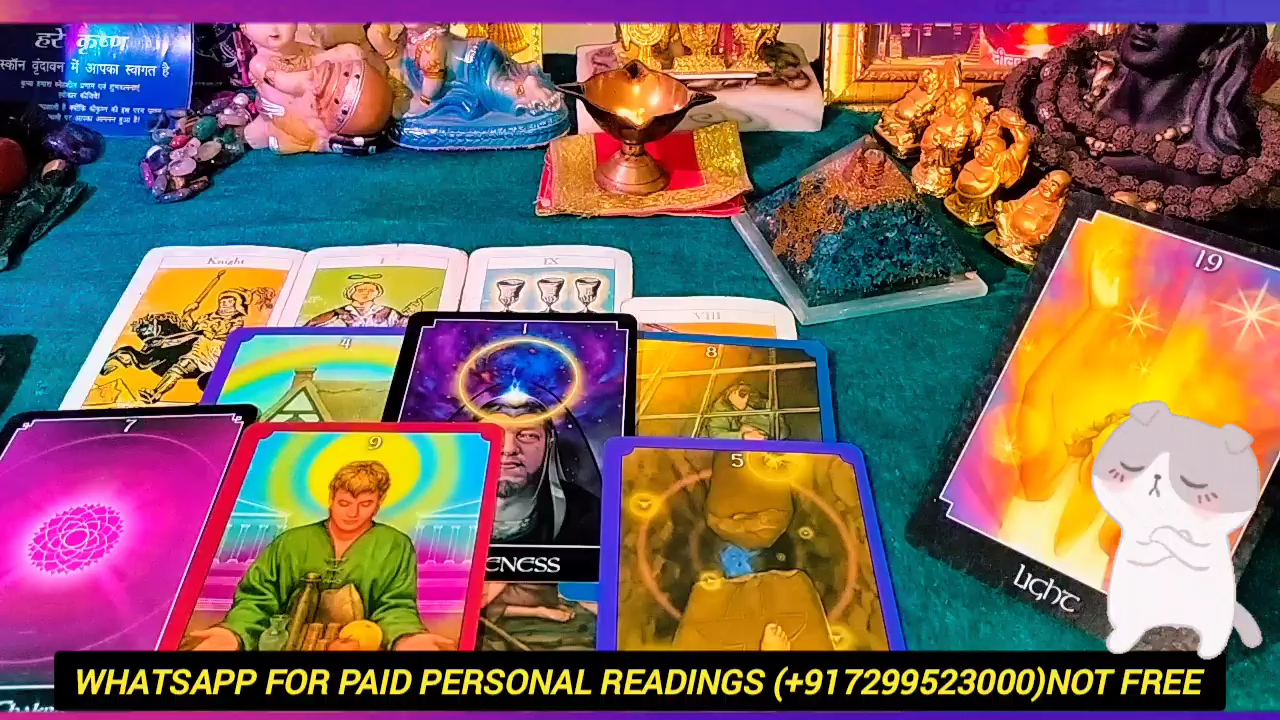 हरे कृष्ण
स्कॉन वृंदावन में आपका स्वागत है
Knight
I
IX
VIII
4
I
8
19
7
9
5
ENESS
Light
WHATSAPP FOR PAID PERSONAL READINGS (+917299523000)NOT FREE